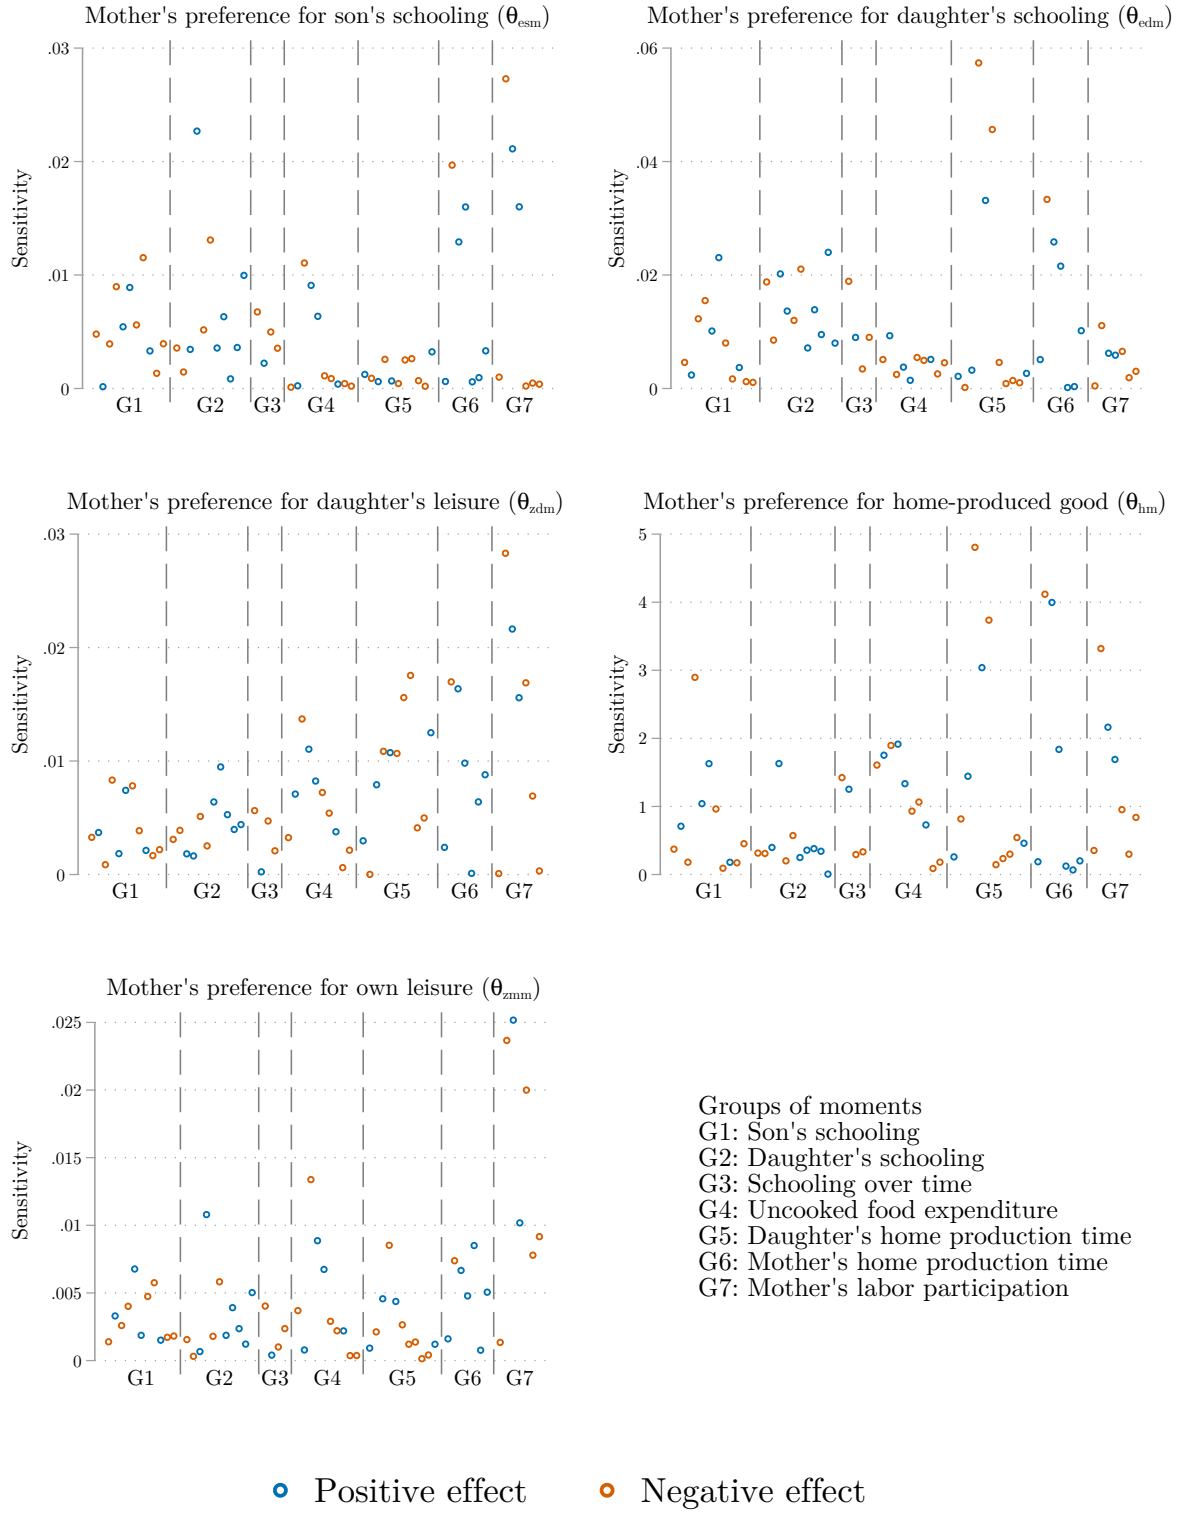 Mother's preference for son's schooling (θesm)
Sensitivity
.03
.02
.01
0
G1 G2 G3 G4 G5 G6 G7
Mother's preference for daughter's schooling (θedm)
Sensitivity
.06
.04
.02
0
G1 G2 G3 G4 G5 G6 G7
Mother's preference for daughter's leisure (θzdm)
Sensitivity
.03
.02
.01
0
G1 G2 G3 G4 G5 G6 G7
Mother's preference for home-produced good (θhm)
Sensitivity
5
4
3
2
1
0
G1 G2 G3 G4 G5 G6 G7
Mother's preference for own leisure (θzmm)
Sensitivity
.025
.02
.015
.01
.005
0
G1 G2 G3 G4 G5 G6 G7
Groups of moments
G1: Son's schooling
G2: Daughter's schooling
G3: Schooling over time
G4: Uncooked food expenditure
G5: Daughter's home production time
G6: Mother's home production time
G7: Mother's labor participation
Positive effect Negative effect